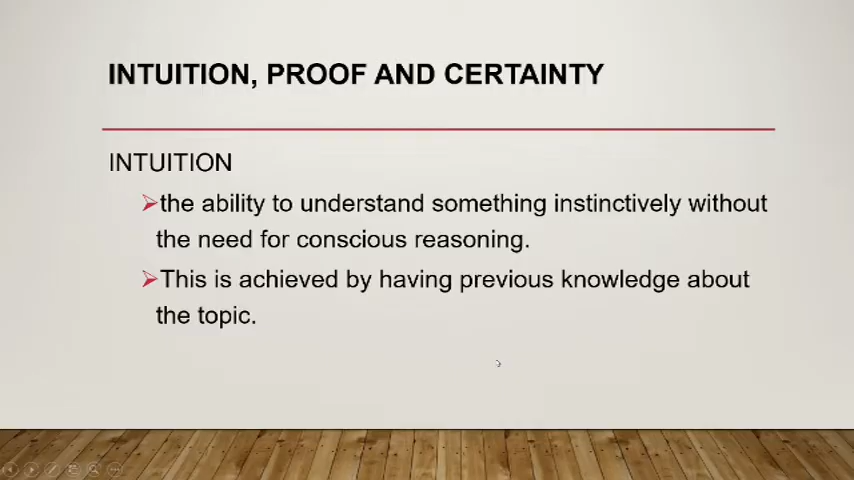 INTUITION, PROOF AND CERTAINTY
INTUITION
the ability to understand something instinctively without
the need for conscious reasoning.
This is achieved by having previous knowledge about
the topic.